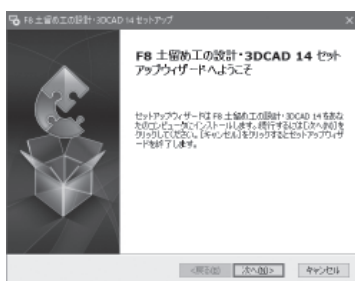 F8 土留め工の設計・3DCAD 14 セットアップ
F8 土留め工の設計・3DCAD 14 セット
アップウィザードへようこそ
セットアップウィザードは F8 土留め工の設計・3DCAD 14 をあな
たのコンピュータにインストールします。続行するには[次へ(N)]を
クリックしてください。[キャンセル]をクリックするとセットアップウィザ
ードを終了します。
<戻る(B) 次へ(N)> キャンセル